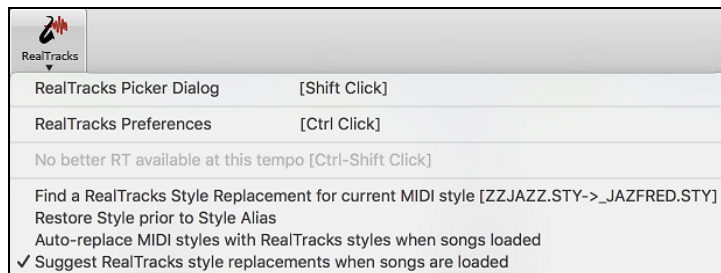 RealTracks
RealTracks Picker Dialog [Shift Click]
RealTracks Preferences [Ctrl Click]
No better RT available at this tempo [Ctrl-Shift Click]
Find a RealTracks Style Replacement for current MIDI style [ZZJAZZ.STY->_JAZFRED.STY]
Restore Style prior to Style Alias
Auto-replace MIDI styles with RealTracks styles when songs loaded
✓ Suggest RealTracks style replacements when songs are loaded